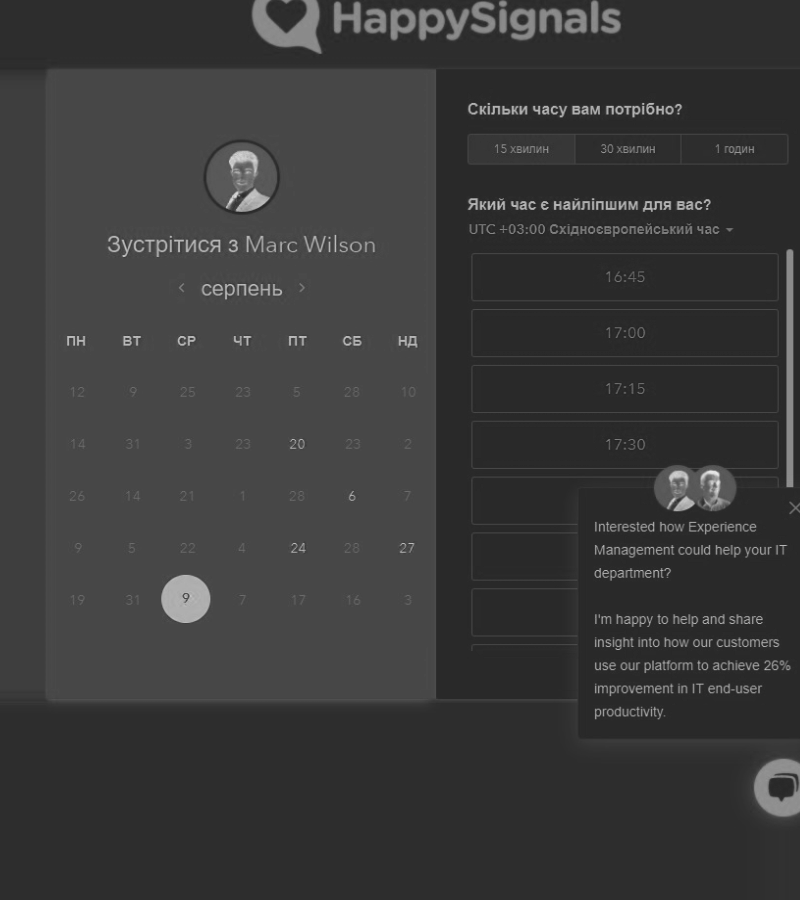 HappySignals
Зустрітися з Marc Wilson
серпень
ПН ВТ СР ЧТ ПТ СБ НД
12 9 25 23 5 28 10
14 31 3 23 20 23 2
26 14 21 1 28 6 7
9 5 22 4 24 28 27
19 31 9 7 17 16 3
Скільки часу вам потрібно?
15 хвилин 30 хвилин 1 годин
Який час є найліпшим для вас?
UTC +03:00 Східноєвропейський час
16:45
17:00
17:15
17:30
Interested how Experience
Management could help your IT
department?
I'm happy to help and share
insight into how our customers
use our platform to achieve 26%
improvement in IT end-user
productivity.